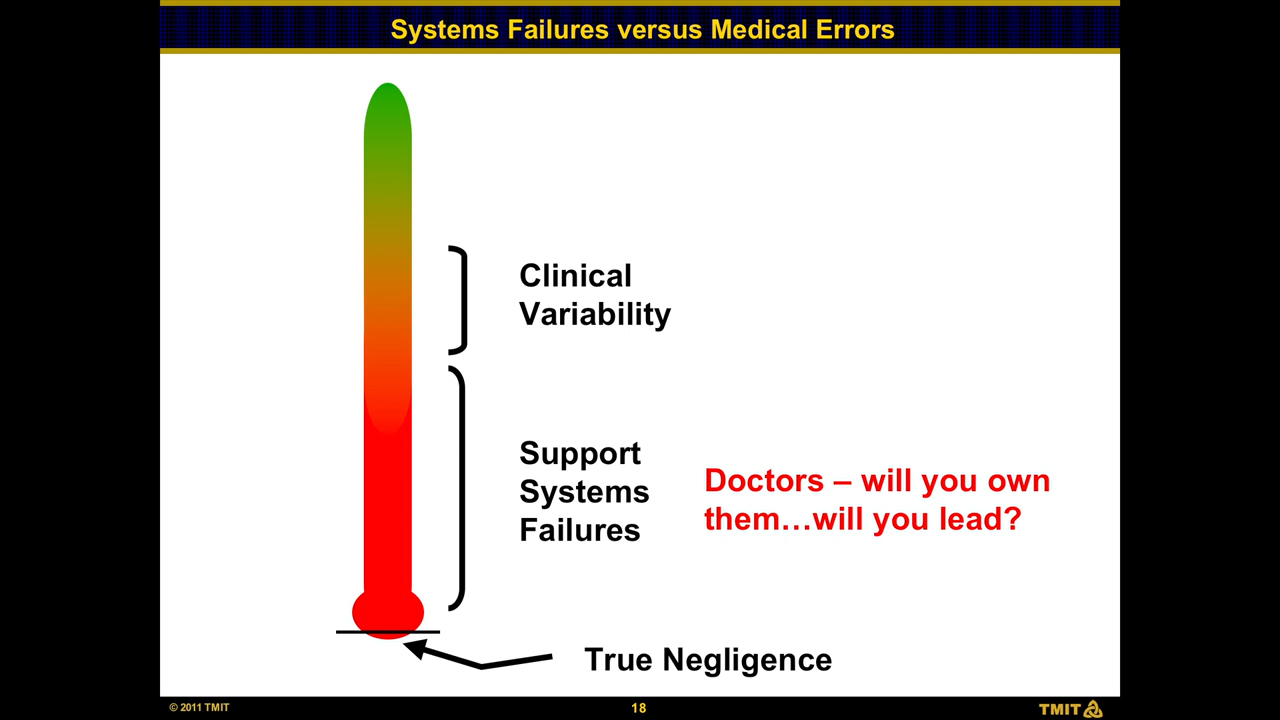 Systems Failures versus Medical Errors
Clinical
Variability
Support
Systems
Failures
Doctors – will you own
them…will you lead?
True Negligence
© 2011 TMIT
18
TMIT